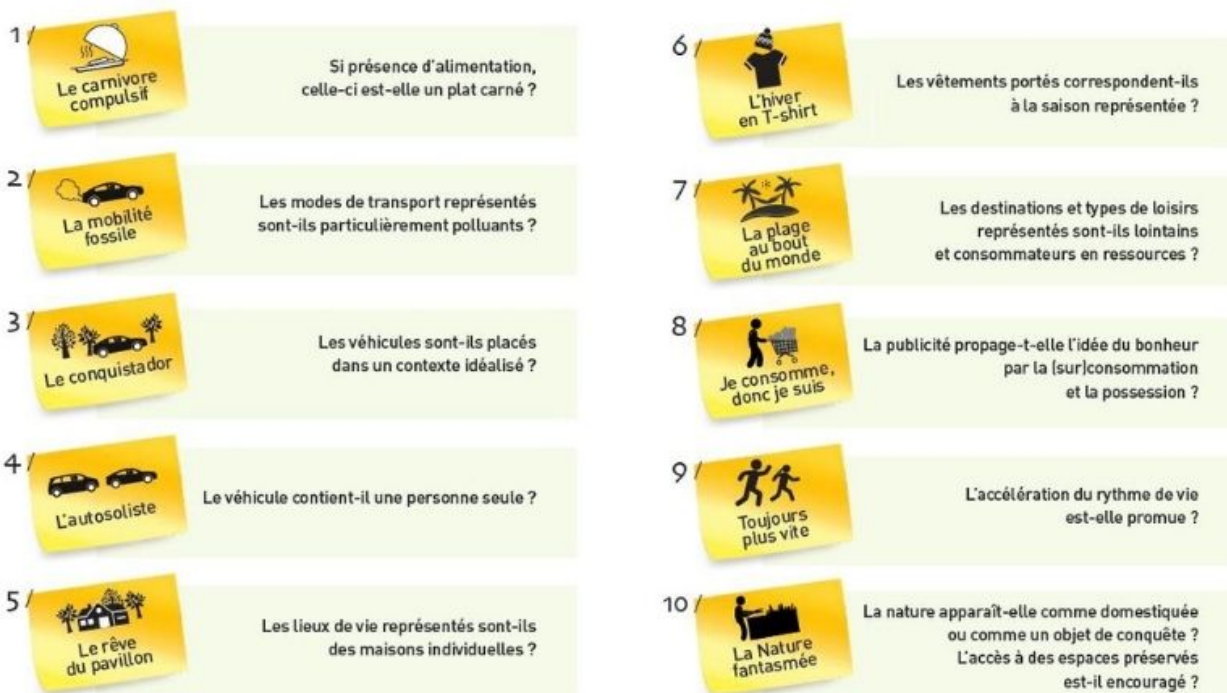 1/
Le carnivore
compulsif
Si présence d'alimentation,
celle-ci est-elle un plat carné ?
2/
La mobilité
fossile
Les modes de transport représentés
sont-ils particulièrement polluants ?
3/
Le conquistador
Les véhicules sont-ils placés
dans un contexte idéalisé ?
4/
L'autosoliste
Le véhicule contient-il une personne seule ?
5/
Le rêve
du pavillon
Les lieux de vie représentés sont-ils
des maisons individuelles ?
6/
L'hiver
en T-shirt
Les vêtements portés correspondent-ils
à la saison représentée ?
7/
La plage
au bout
du monde
Les destinations et types de loisirs
représentés sont-ils lointains
et consommateurs en ressources ?
8/
Je consomme,
donc je suis
La publicité propage-t-elle l'idée du bonheur
par la (sur)consommation
et la possession ?
9/
Toujours
plus vite
L'accélération du rythme de vie
est-elle promue ?
10/
La Nature
fantasmée
La nature apparaît-elle comme domestiquée
ou comme un objet de conquête ?
L'accès à des espaces préservés
est-il encouragé ?